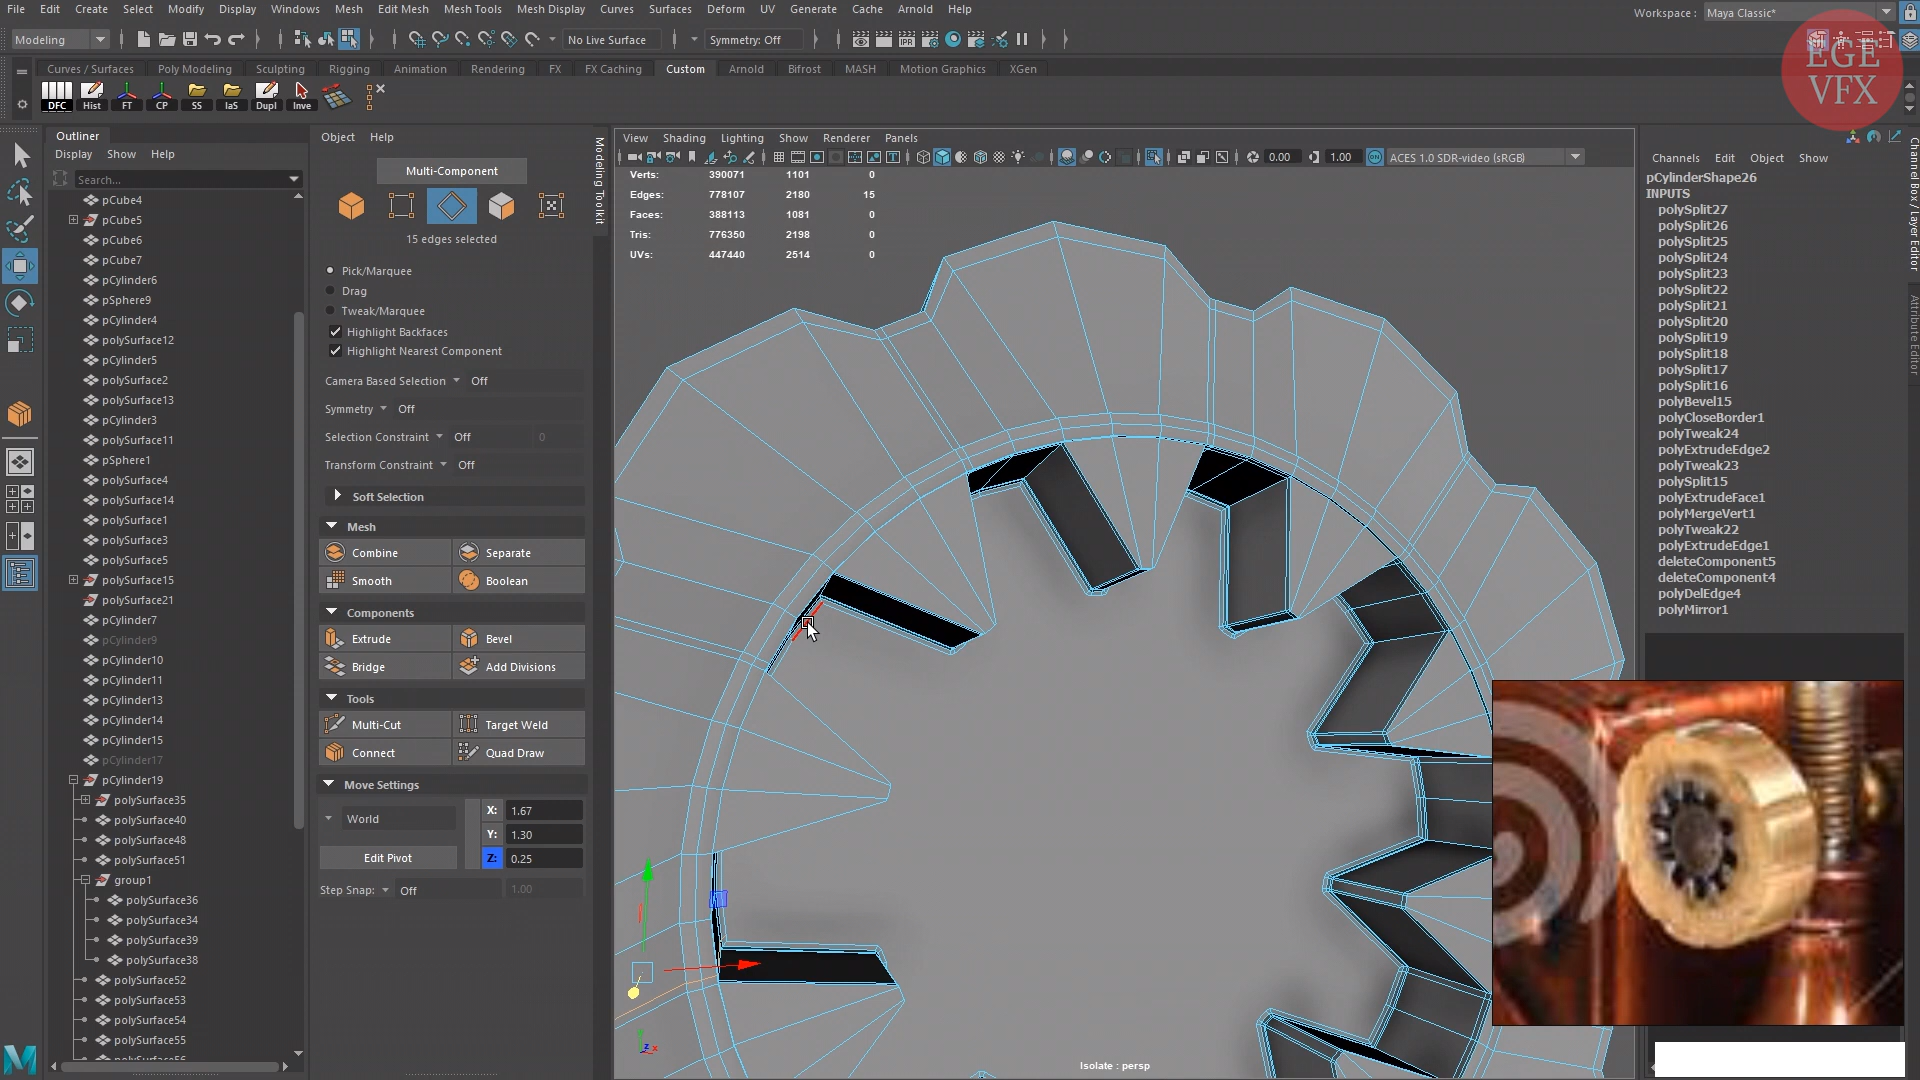 File Edit Create Select Modify Display Windows Mesh Edit Mesh Mesh Tools Mesh Display Curves Surfaces Deform UV Generate Cache Arnold Help
Workspace : Maya Classic*
Modeling No Live Surface Symmetry: Off
EGE
VFX
Curves / Surfaces Poly Modeling Sculpting Rigging Animation Rendering FX FX Caching Custom Arnold Bifrost MASH Motion Graphics XGen
DFC Hist FT CP SS IaS Dupl Inve
Outliner
Display Show Help
Search...
pCube4
pCube5
pCube6
pCube7
pCylinder6
pSphere9
pCylinder4
polySurface12
pCylinder5
polySurface2
polySurface13
pCylinder3
polySurface11
pSphere1
polySurface4
polySurface14
polySurface1
polySurface3
polySurface5
polySurface15
polySurface21
pCylinder7
pCylinder9
pCylinder10
pCylinder11
pCylinder13
pCylinder14
pCylinder15
pCylinder17
pCylinder19
polySurface35
polySurface40
polySurface48
polySurface51
group1
polySurface36
polySurface34
polySurface39
polySurface38
polySurface52
polySurface53
polySurface54
polySurface55
polySurface56
Object Help
Multi-Component
15 edges selected
Pick/Marquee
Drag
Tweak/Marquee
Highlight Backfaces
Highlight Nearest Component
Camera Based Selection Off
Symmetry Off
Selection Constraint Off 0
Transform Constraint Off
Soft Selection
Mesh
Combine Separate
Smooth Boolean
Components
Extrude Bevel
Bridge Add Divisions
Tools
Multi-Cut Target Weld
Connect Quad Draw
Move Settings
World X: 1.67
Y: 1.30
Edit Pivot Z: 0.25
Step Snap: Off 1.00
Modeling Toolkit
View Shading Lighting Show Renderer Panels
0.00 1.00 ON ACES 1.0 SDR-video (sRGB)
Verts: 390071 1101 0
Edges: 778107 2180 15
Faces: 388113 1081 0
Tris: 776350 2198 0
UVs: 447440 2514 0
z x
Isolate : persp
Channels Edit Object Show
pCylinderShape26
INPUTS
polySplit27
polySplit26
polySplit25
polySplit24
polySplit23
polySplit22
polySplit21
polySplit20
polySplit19
polySplit18
polySplit17
polySplit16
polyBevel15
polyCloseBorder1
polyTweak24
polyExtrudeEdge2
polyTweak23
polySplit15
polyExtrudeFace1
polyMergeVert1
polyTweak22
polyExtrudeEdge1
deleteComponent5
deleteComponent4
polyDelEdge4
polyMirror1
Channel Box / Layer Editor
Attribute Editor